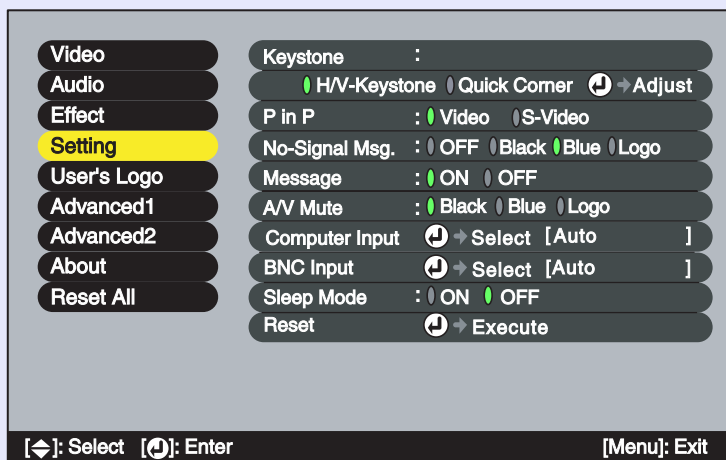 Video
Audio
Effect
Setting
User's Logo
Advanced1
Advanced2
About
Reset All
Keystone :
H/V-Keystone Quick Corner Adjust
P in P : Video S-Video
No-Signal Msg. : OFF Black Blue Logo
Message : ON OFF
A/V Mute : Black Blue Logo
Computer Input Select [Auto ]
BNC Input Select [Auto ]
Sleep Mode : ON OFF
Reset Execute
[ ]: Select [ ]: Enter [Menu]: Exit